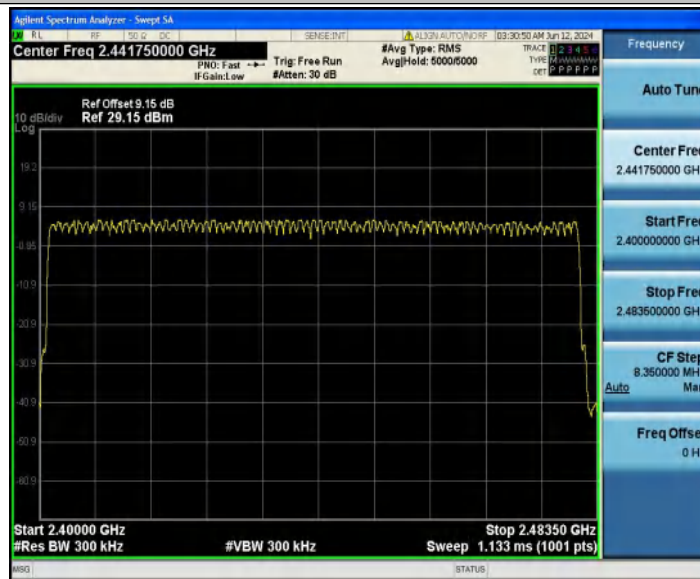 Agilent Spectrum Analyzer - Swept SA
RL RF 50 Ω DC SENSE:INT ALIGN AUTO/NO RF 03:30:50 AM Jun 12, 2024
Center Freq 2.441750000 GHz
PNO: Fast
IFGain:Low
Trig: Free Run
#Atten: 30 dB
#Avg Type: RMS
Avg|Hold: 5000/5000
TRACE 1 2 3 4 5 6
TYPE M W W W W W
DET P P P P P P
Ref Offset 9.15 dB
10 dB/div Ref 29.15 dBm
Log
19.2
9.15
-0.85
-10.9
-20.9
-30.9
-40.9
-50.9
-60.9
Start 2.40000 GHz Stop 2.48350 GHz
#Res BW 300 kHz #VBW 300 kHz Sweep 1.133 ms (1001 pts)
MSG STATUS
Frequency
Auto Tun
Center Fre
2.441750000 GH
Start Fre
2.400000000 GH
Stop Fre
2.483500000 GH
CF Ste
8.350000 MH
Auto Ma
Freq Offse
0 H